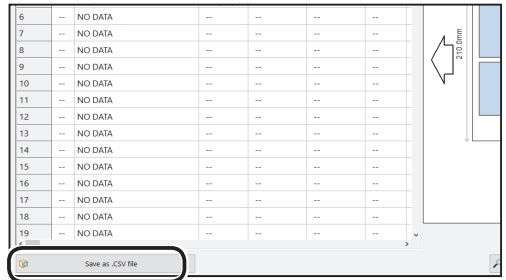 6 -- NO DATA -- -- -- --
7 -- NO DATA -- -- -- --
8 -- NO DATA -- -- -- --
9 -- NO DATA -- -- -- --
10 -- NO DATA -- -- -- --
11 -- NO DATA -- -- -- --
12 -- NO DATA -- -- -- --
13 -- NO DATA -- -- -- --
14 -- NO DATA -- -- -- --
15 -- NO DATA -- -- -- --
16 -- NO DATA -- -- -- --
17 -- NO DATA -- -- -- --
18 -- NO DATA -- -- -- --
19 -- NO DATA -- -- -- --
210.0mm
Save as .CSV file